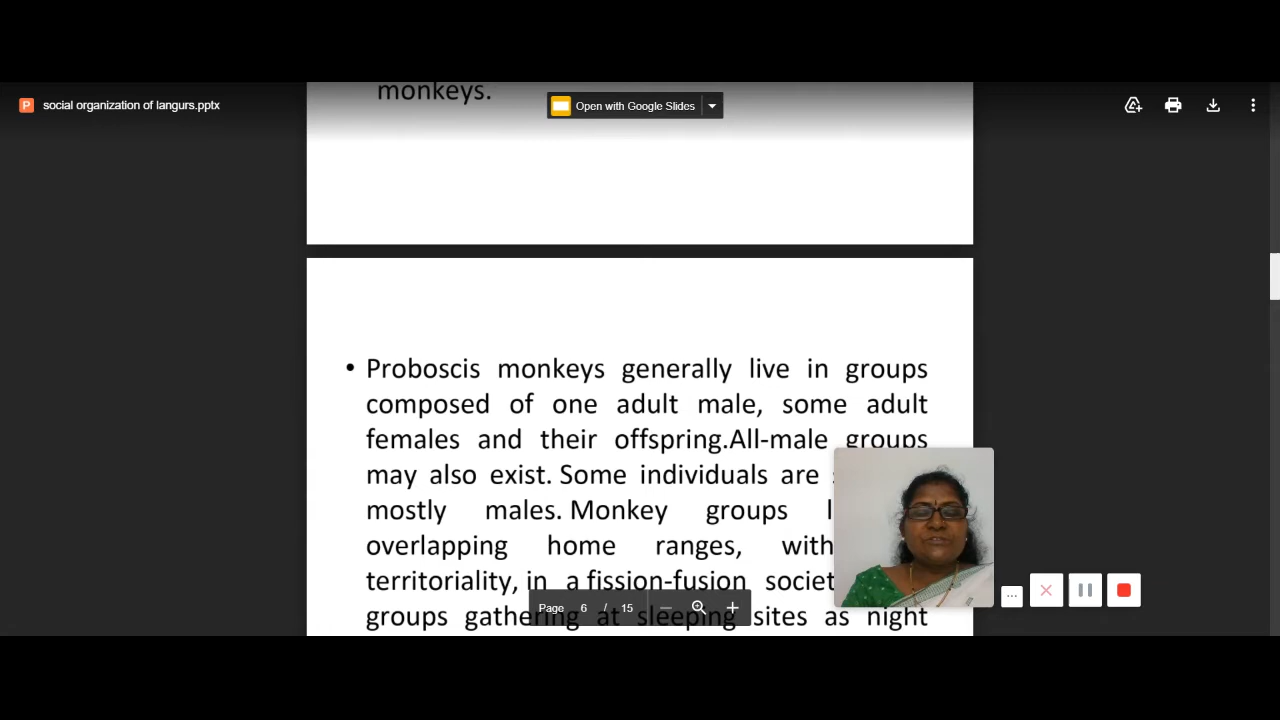 monkeys.
P social organization of langurs.pptx
Open with Google Slides
• Proboscis monkeys generally live in groups
composed of one adult male, some adult
females and their offspring.All-male groups
may also exist. Some individuals are
mostly males. Monkey groups
overlapping home ranges, with
territoriality, in a fission-fusion
groups gathering at sleeping sites as night
Page 6 / 15